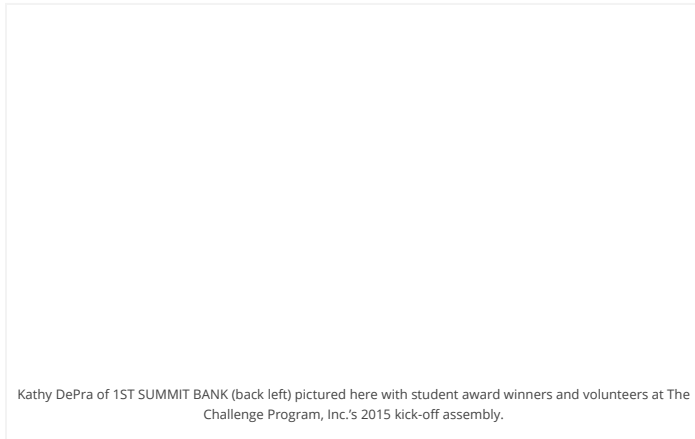 Kathy DePra of 1ST SUMMIT BANK (back left) pictured here with student award winners and volunteers at The
Challenge Program, Inc.’s 2015 kick-off assembly.